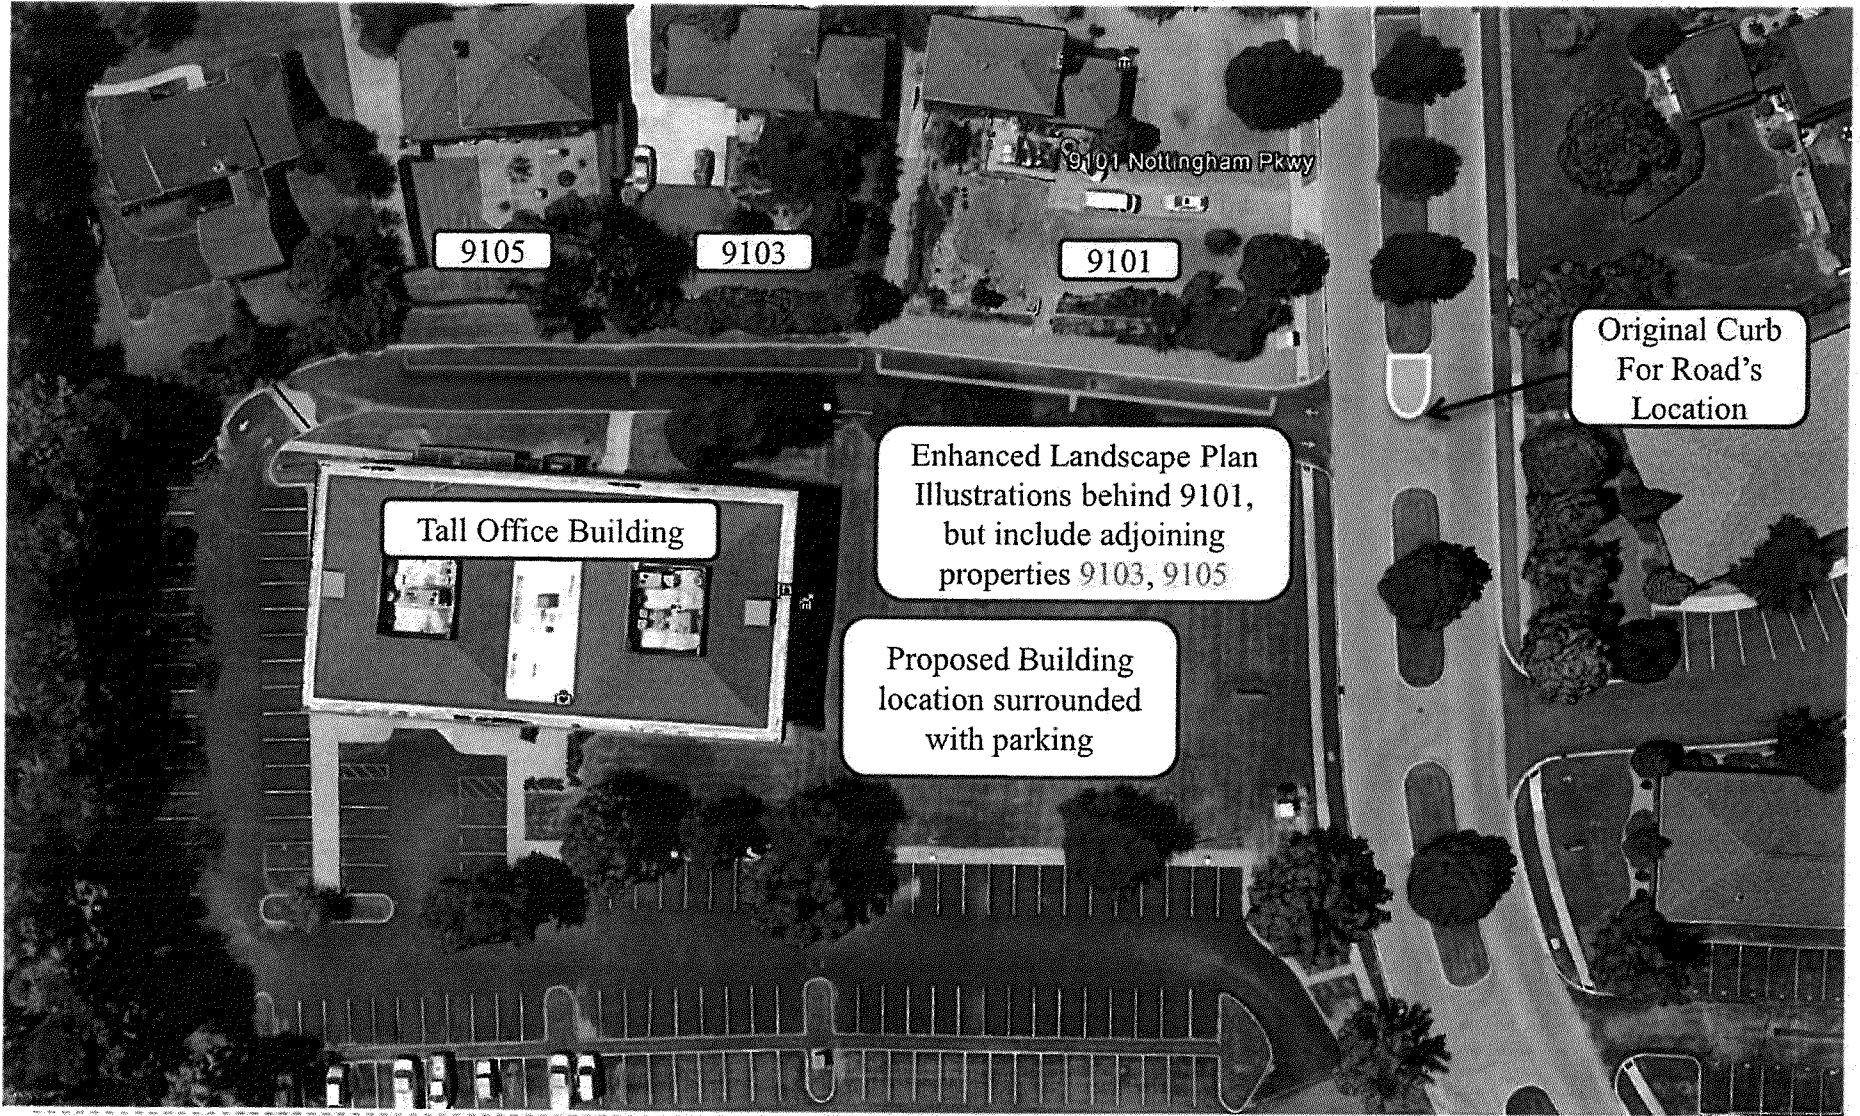 9101 Nottingham Pkwy
9105
9103
9101
Original Curb
For Road's
Location
Enhanced Landscape Plan
Illustrations behind 9101,
but include adjoining
properties 9103, 9105
Tall Office Building
Proposed Building
location surrounded
with parking